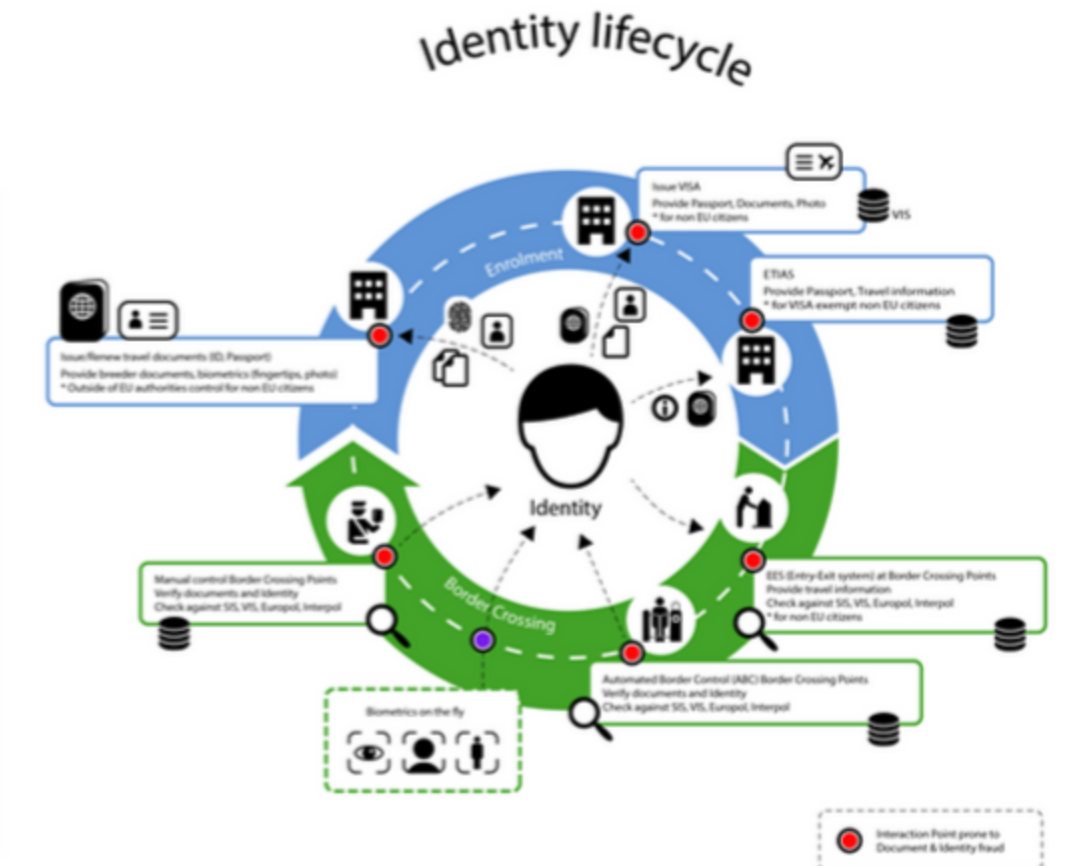 Identity lifecycle
Issue VISA
Provide Passport, Documents, Photo
* for non EU citizens
VIS
Enrolment
ETIAS
Provide Passport, Travel information
* for VISA exempt non EU citizens
Issue/Renew travel documents (ID, Passport)
Provide breeder documents, biometrics (fingertips, photo)
* Outside of EU authorities control for non EU citizens
Identity
Manual control Border Crossing Points
Verify documents and Identity
Check against SIS, VIS, Europol, Interpol
Border Crossing
EES (Entry-Exit system) at Border Crossing Points
Provide travel information
Check against SIS, VIS, Europol, Interpol
* for non EU citizens
Automated Border Control (ABC) Border Crossing Points
Verify documents and Identity
Check against SIS, VIS, Europol, Interpol
Biometrics on the fly
Interaction Point prone to
Document & Identity fraud